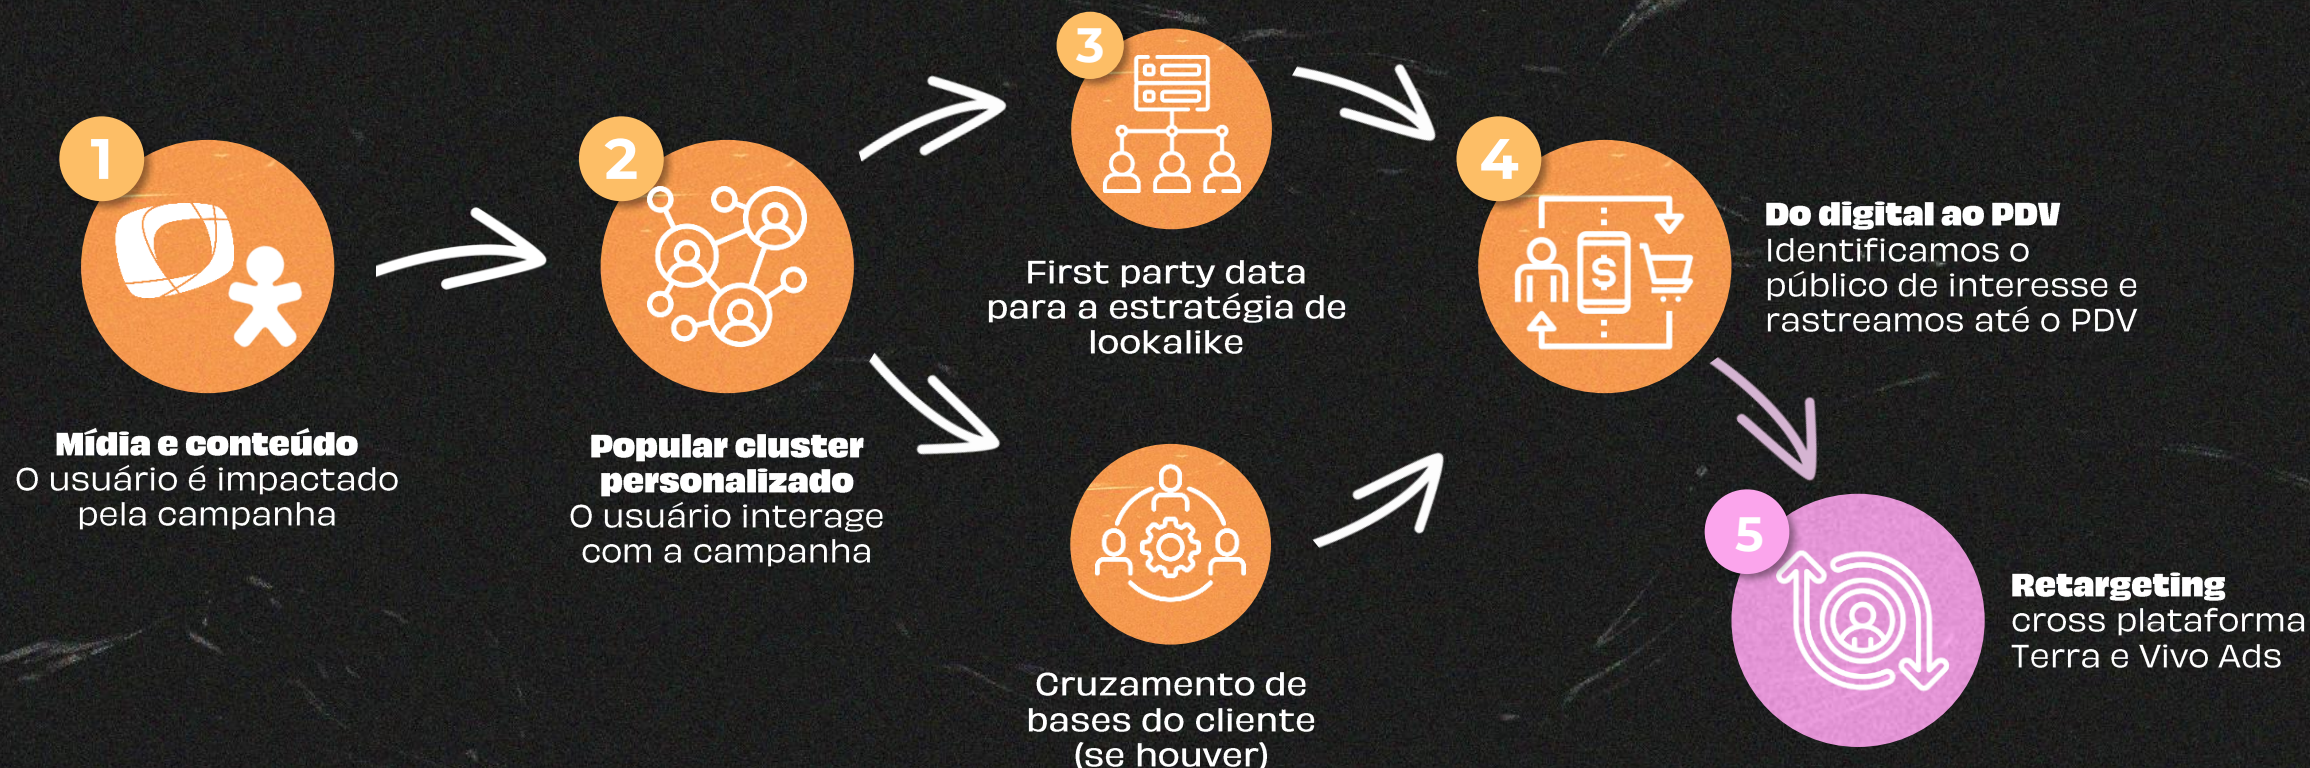 1
Mídia e conteúdo
O usuário é impactado
pela campanha
2
Popular cluster
personalizado
O usuário interage
com a campanha
3
First party data
para a estratégia de
lookalike
Cruzamento de
bases do cliente
(se houver)
4
$
Do digital ao PDV
Identificamos o
público de interesse e
rastreamos até o PDV
5
Retargeting
cross plataforma
Terra e Vivo Ads